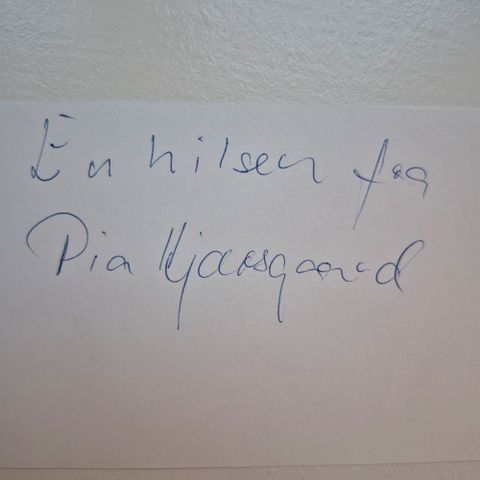 En hilsen fra
Pia Kjærsgaard